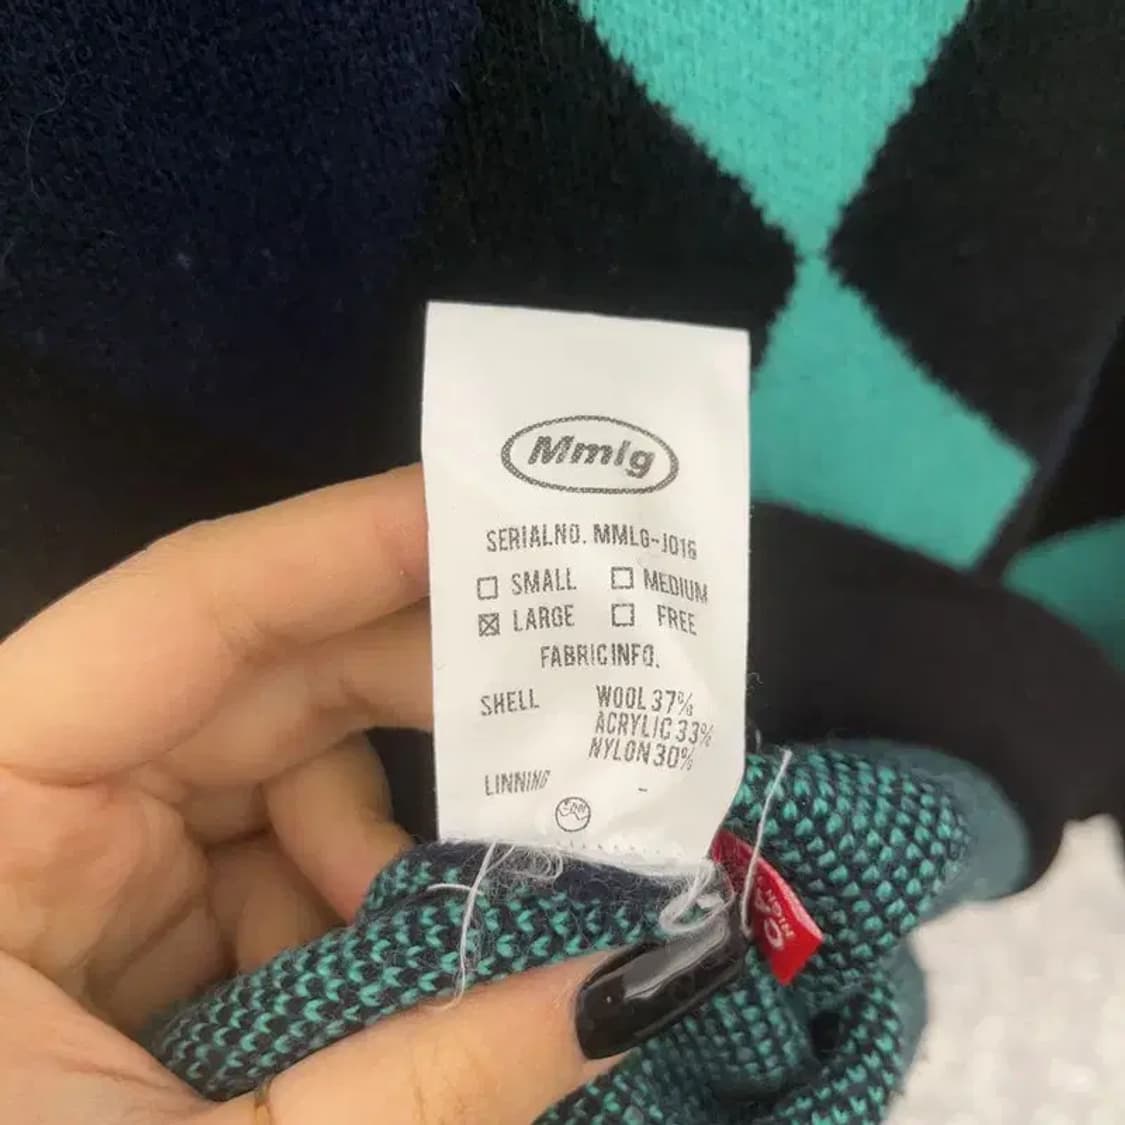 Mmlg
SERIALNO. MMLG-J016
☐ SMALL ☐ MEDIUM
☒ LARGE ☐ FREE
FABRICINFO.
SHELL WOOL 37%
ACRYLIC 33%
NYLON 30%
LINNING -